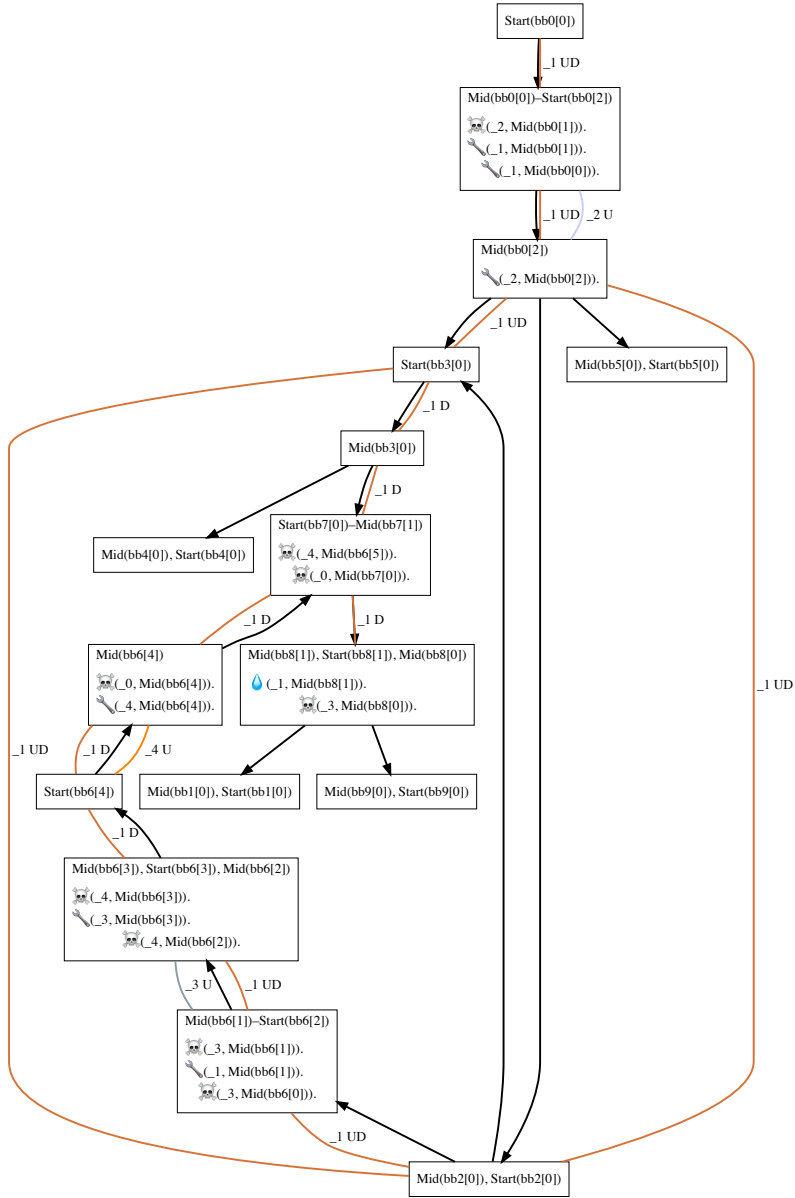 Start(bb0[0])
_1 UD
Mid(bb0[0])–Start(bb0[2])
☠(_2, Mid(bb0[1])).
🔧(_1, Mid(bb0[1])).
🔧(_1, Mid(bb0[0])).
_1 UD _2 U
Mid(bb0[2])
🔧(_2, Mid(bb0[2])).
_1 UD
Start(bb3[0])
Mid(bb5[0]), Start(bb5[0])
_1 D
Mid(bb3[0])
_1 D
Start(bb7[0])–Mid(bb7[1])
☠(_4, Mid(bb6[5])).
☠(_0, Mid(bb7[0])).
Mid(bb4[0]), Start(bb4[0])
_1 D
_1 D
Mid(bb6[4])
☠(_0, Mid(bb6[4])).
🔧(_4, Mid(bb6[4])).
Mid(bb8[1]), Start(bb8[1]), Mid(bb8[0])
💧(_1, Mid(bb8[1])).
☠(_3, Mid(bb8[0])).
_1 UD
_1 UD
_1 D
_4 U
Start(bb6[4])
Mid(bb1[0]), Start(bb1[0])
Mid(bb9[0]), Start(bb9[0])
_1 D
Mid(bb6[3]), Start(bb6[3]), Mid(bb6[2])
☠(_4, Mid(bb6[3])).
🔧(_3, Mid(bb6[3])).
☠(_4, Mid(bb6[2])).
_3 U
_1 UD
Mid(bb6[1])–Start(bb6[2])
☠(_3, Mid(bb6[1])).
🔧(_1, Mid(bb6[1])).
☠(_3, Mid(bb6[0])).
_1 UD
Mid(bb2[0]), Start(bb2[0])